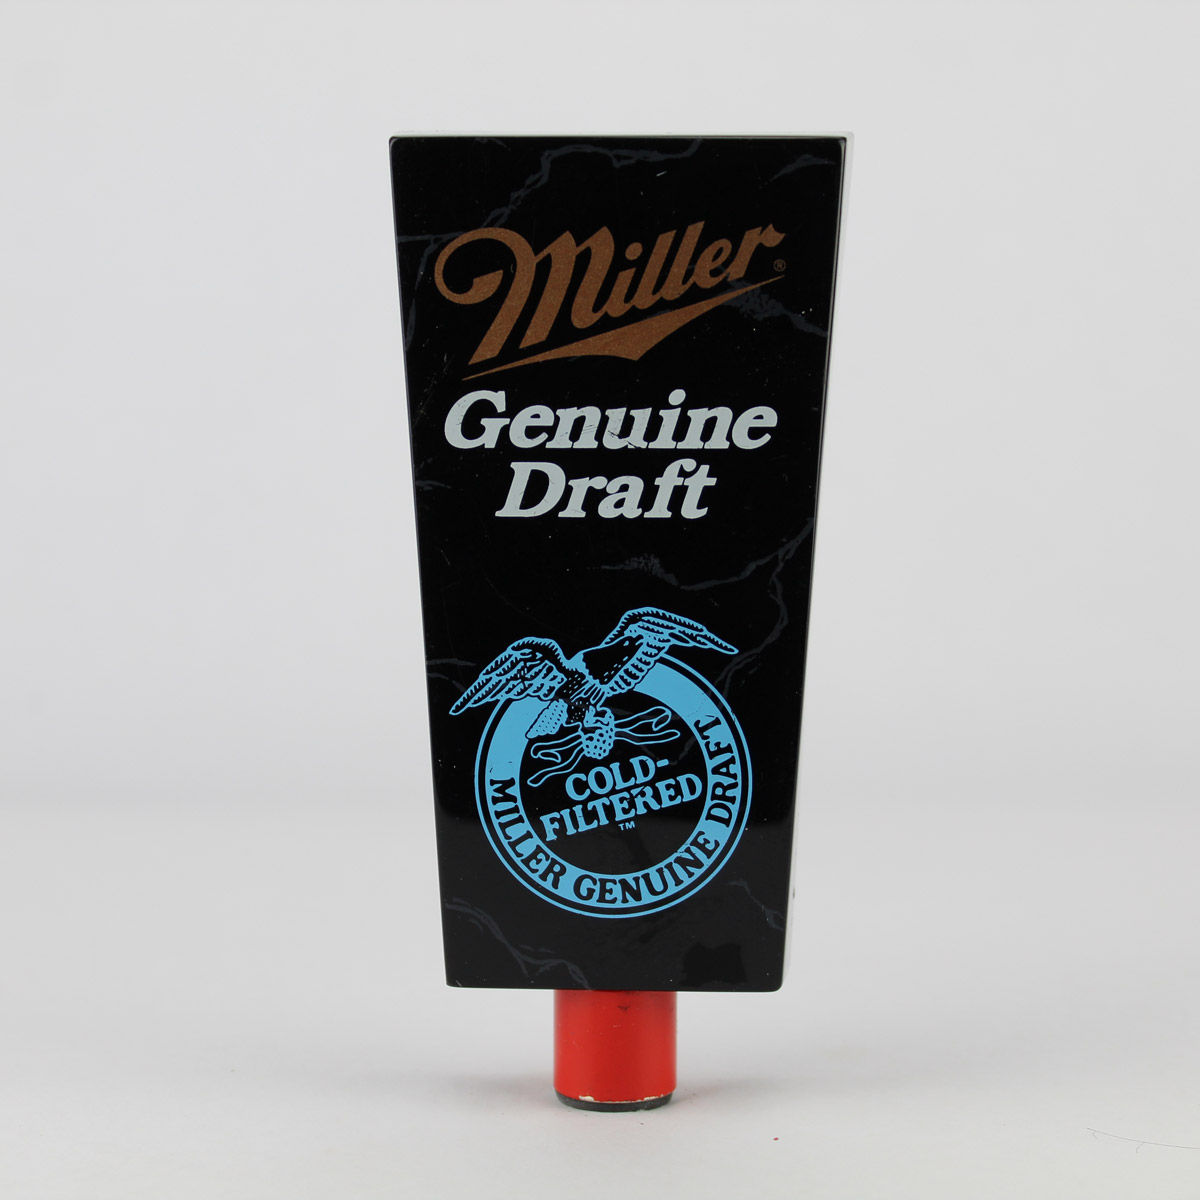 Miller®
Genuine
Draft
COLD-
FILTERED
TM
MILLER GENUINE DRAFT